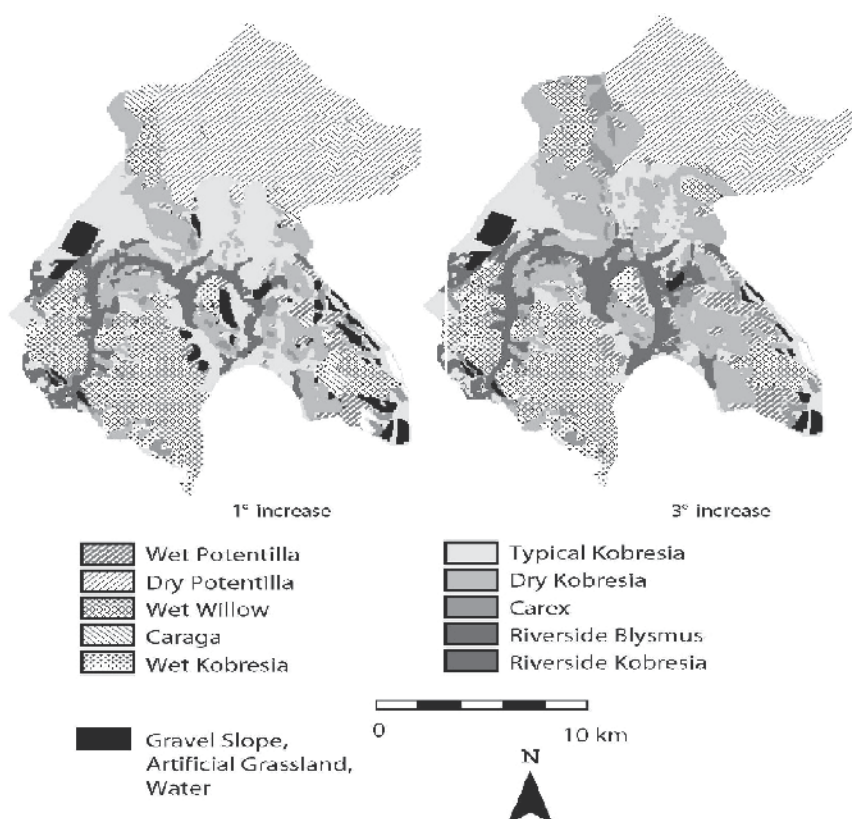 1° increase
3° increase
Wet Potentilla
Dry Potentilla
Wet Willow
Caraga
Wet Kobresia
Typical Kobresia
Dry Kobresia
Carex
Riverside Blysmus
Riverside Kobresia
Gravel Slope,
Artificial Grassland,
Water
0
10 km
N